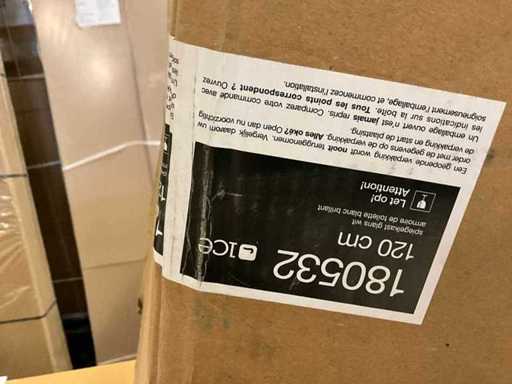 180532 ICE
120 cm
spiegelkast glans wit
armoire de toilette blanc brillant
Let op!
Attention!
Een geopende verpakking wordt nooit teruggenomen. Vergelijk daarom uw
order met de gegevens op de verpakking. Alles oké? Open dan nu voorzichtig
de verpakking en start de plaatsing.
Un emballage ouvert n'est jamais repris. Comparez votre commande avec
les indications sur la boîte. Tous les points correspondent ? Ouvrez
soigneusement l'emballage, et commencez l'installation.